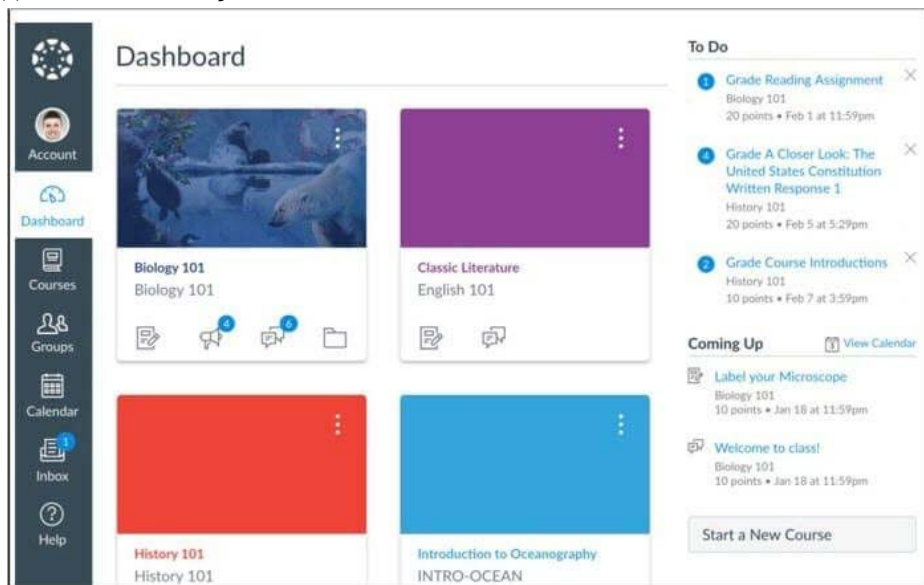 Dashboard
Account
Dashboard
Courses
Groups
Calendar
1
Inbox
Help
Biology 101
Biology 101
4
6
Classic Literature
English 101
History 101
History 101
Introduction to Oceanography
INTRO-OCEAN
To Do
1 Grade Reading Assignment
Biology 101
20 points • Feb 1 at 11:59pm
4 Grade A Closer Look: The
United States Constitution
Written Response 1
History 101
20 points • Feb 5 at 5:29pm
2 Grade Course Introductions
History 101
10 points • Feb 7 at 3:59pm
Coming Up View Calendar
Label your Microscope
Biology 101
10 points • Jan 18 at 11:59pm
Welcome to class!
Biology 101
10 points • Jan 18 at 11:59pm
Start a New Course